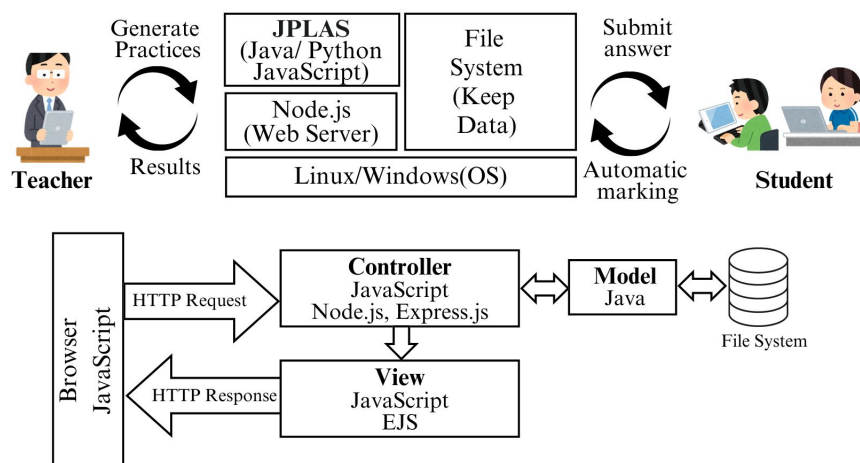 Generate
Practices
Results
Teacher
JPLAS
(Java/ Python
JavaScript)
Node.js
(Web Server)
File
System
(Keep
Data)
Linux/Windows(OS)
Submit
answer
Automatic
marking
Student
Browser
JavaScript
HTTP Request
HTTP Response
Controller
JavaScript
Node.js, Express.js
View
JavaScript
EJS
Model
Java
File System